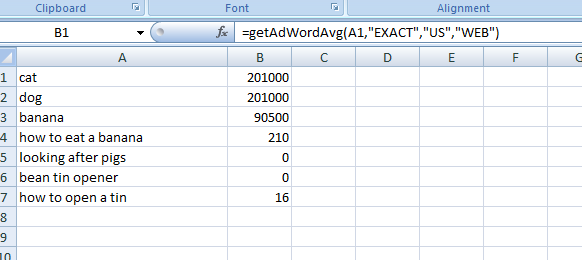 Clipboard Font Alignment
B1 fx =getAdWordAvg(A1,"EXACT","US","WEB")
A B C D E F G
1 cat 201000
2 dog 201000
3 banana 90500
4 how to eat a banana 210
5 looking after pigs 0
6 bean tin opener 0
7 how to open a tin 16
8
9
10